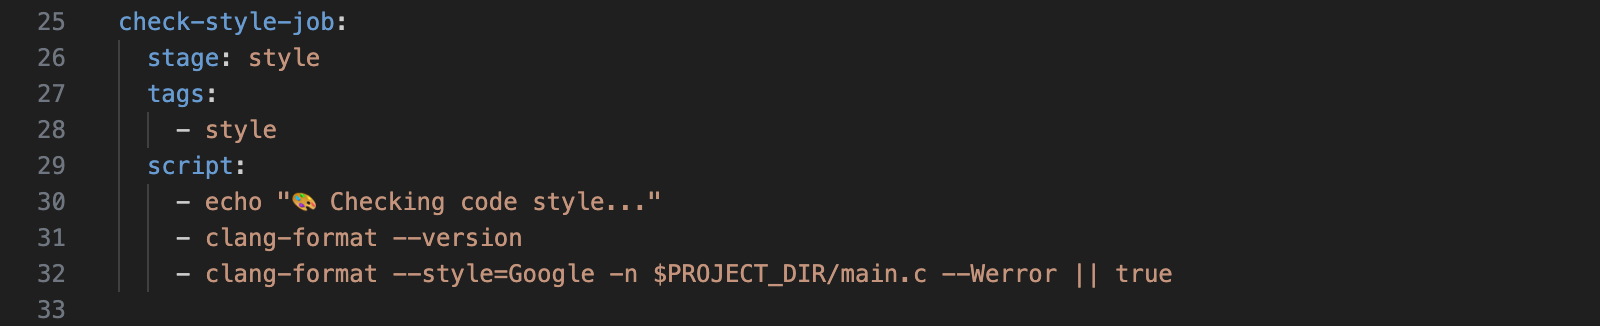 25 check-style-job:
26 stage: style
27 tags:
28 - style
29 script:
30 - echo "🎨 Checking code style..."
31 - clang-format --version
32 - clang-format --style=Google -n $PROJECT_DIR/main.c --Werror || true
33